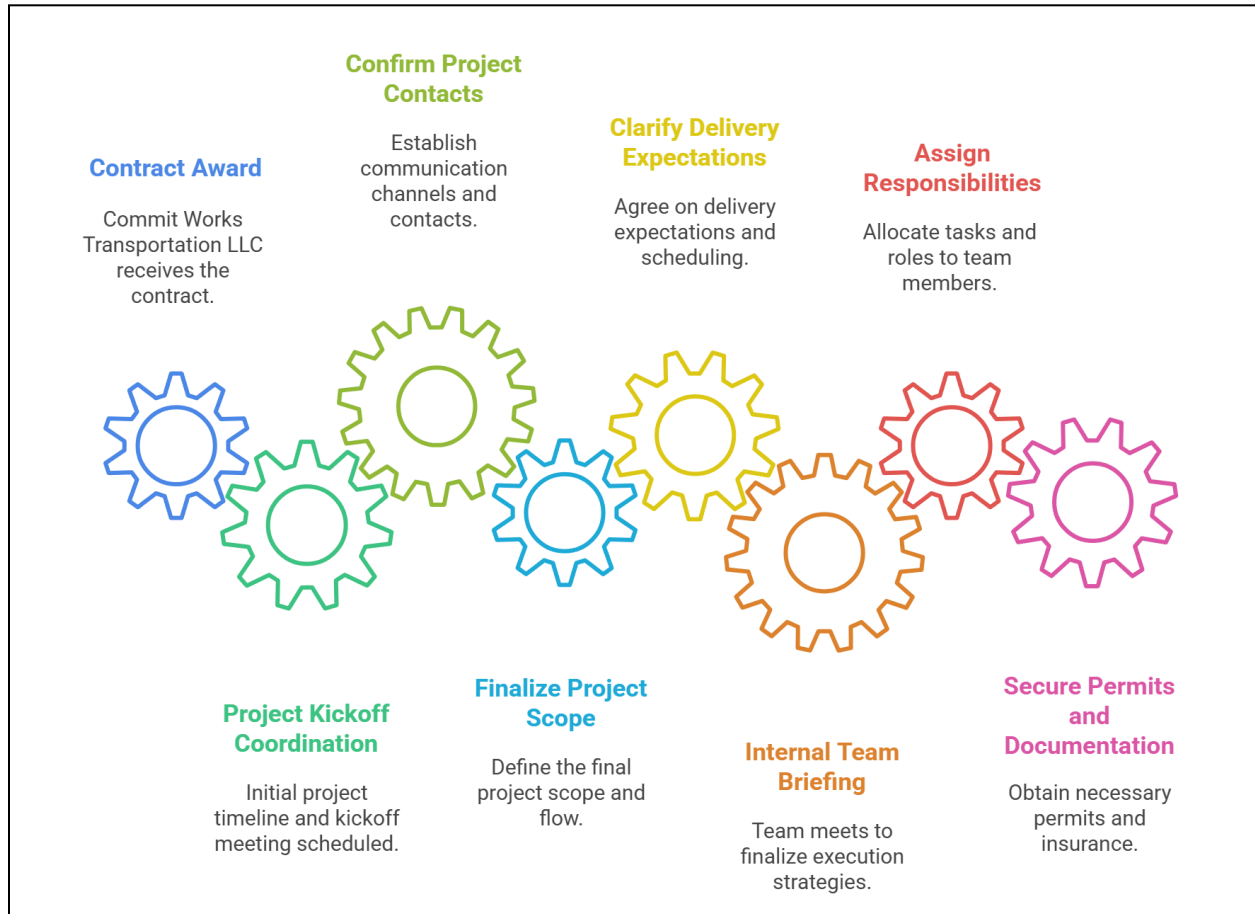 Contract Award
Commit Works
Transportation LLC
receives the
contract.
Project Kickoff
Coordination
Initial project
timeline and kickoff
meeting scheduled.
Confirm Project
Contacts
Establish
communication
channels and
contacts.
Finalize Project
Scope
Define the final
project scope and
flow.
Clarify Delivery
Expectations
Agree on delivery
expectations and
scheduling.
Internal Team
Briefing
Team meets to
finalize execution
strategies.
Assign
Responsibilities
Allocate tasks and
roles to team
members.
Secure Permits
and
Documentation
Obtain necessary
permits and
insurance.